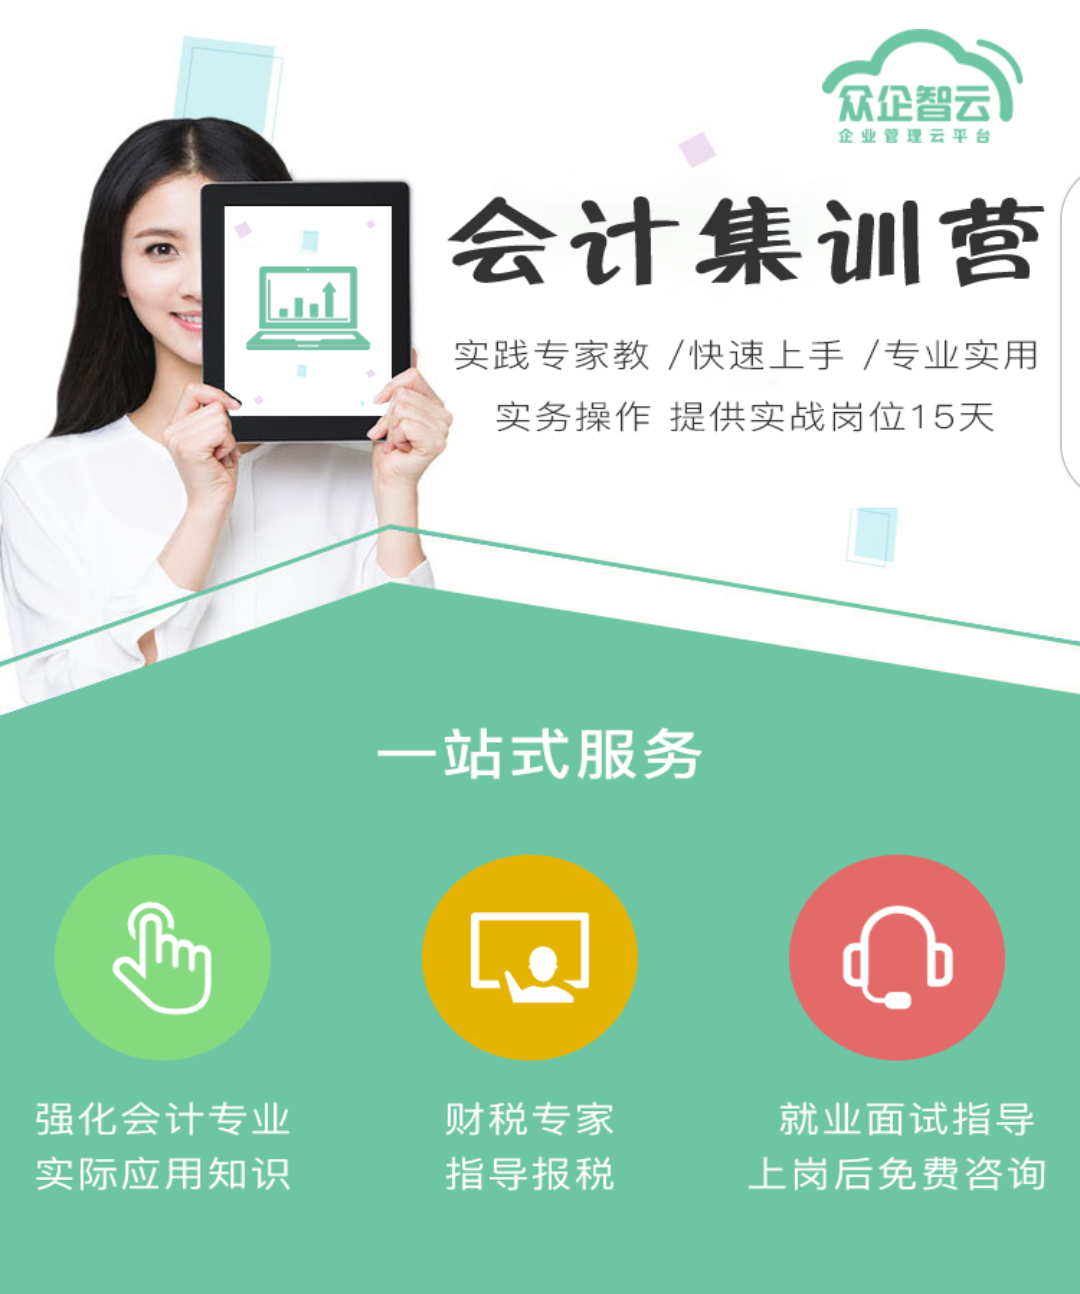 众企智云
企业管理云平台
会计集训营
实践专家教 /快速上手 /专业实用
实务操作 提供实战岗位15天
一站式服务
强化会计专业
实际应用知识
财税专家
指导报税
就业面试指导
上岗后免费咨询